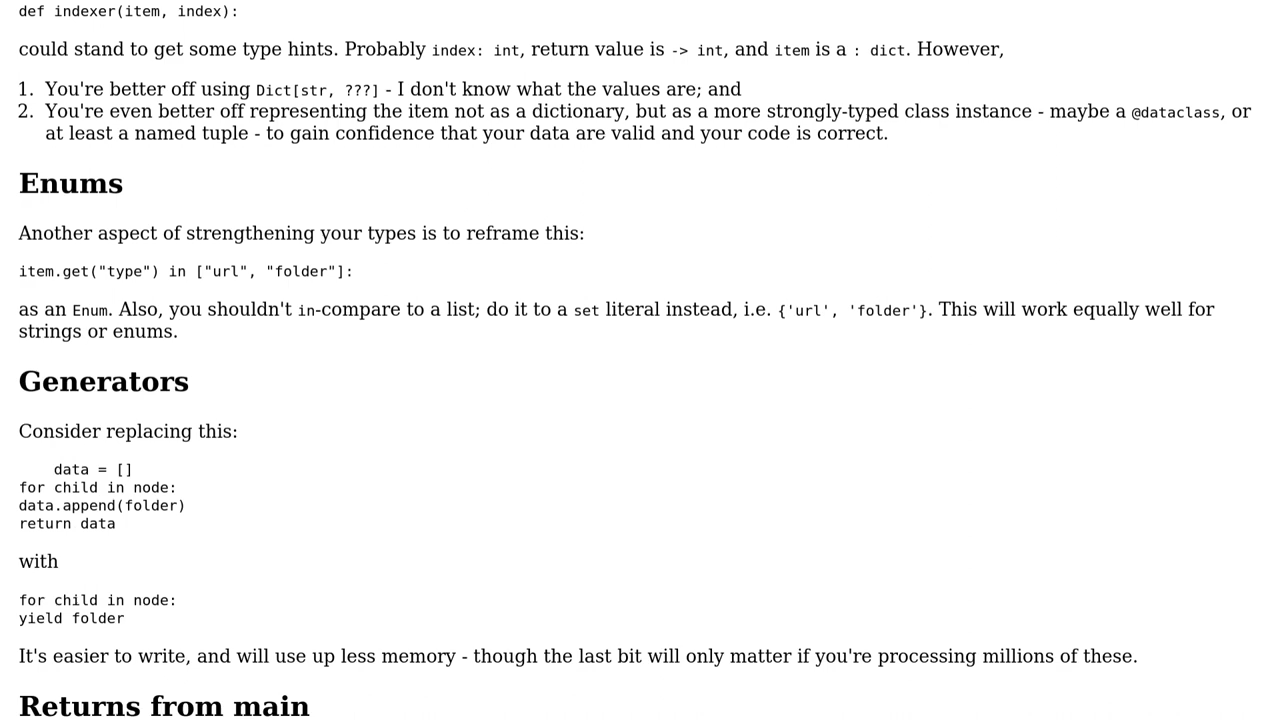 def indexer(item, index):
could stand to get some type hints. Probably index: int, return value is -> int, and item is a : dict. However,
1. You're better off using Dict[str, ???] - I don't know what the values are; and
2. You're even better off representing the item not as a dictionary, but as a more strongly-typed class instance - maybe a @dataclass, or
at least a named tuple - to gain confidence that your data are valid and your code is correct.
Enums
Another aspect of strengthening your types is to reframe this:
item.get("type") in ["url", "folder"]:
as an Enum. Also, you shouldn't in-compare to a list; do it to a set literal instead, i.e. {'url', 'folder'}. This will work equally well for
strings or enums.
Generators
Consider replacing this:
data = []
for child in node:
data.append(folder)
return data
with
for child in node:
yield folder
It's easier to write, and will use up less memory - though the last bit will only matter if you're processing millions of these.
Returns from main